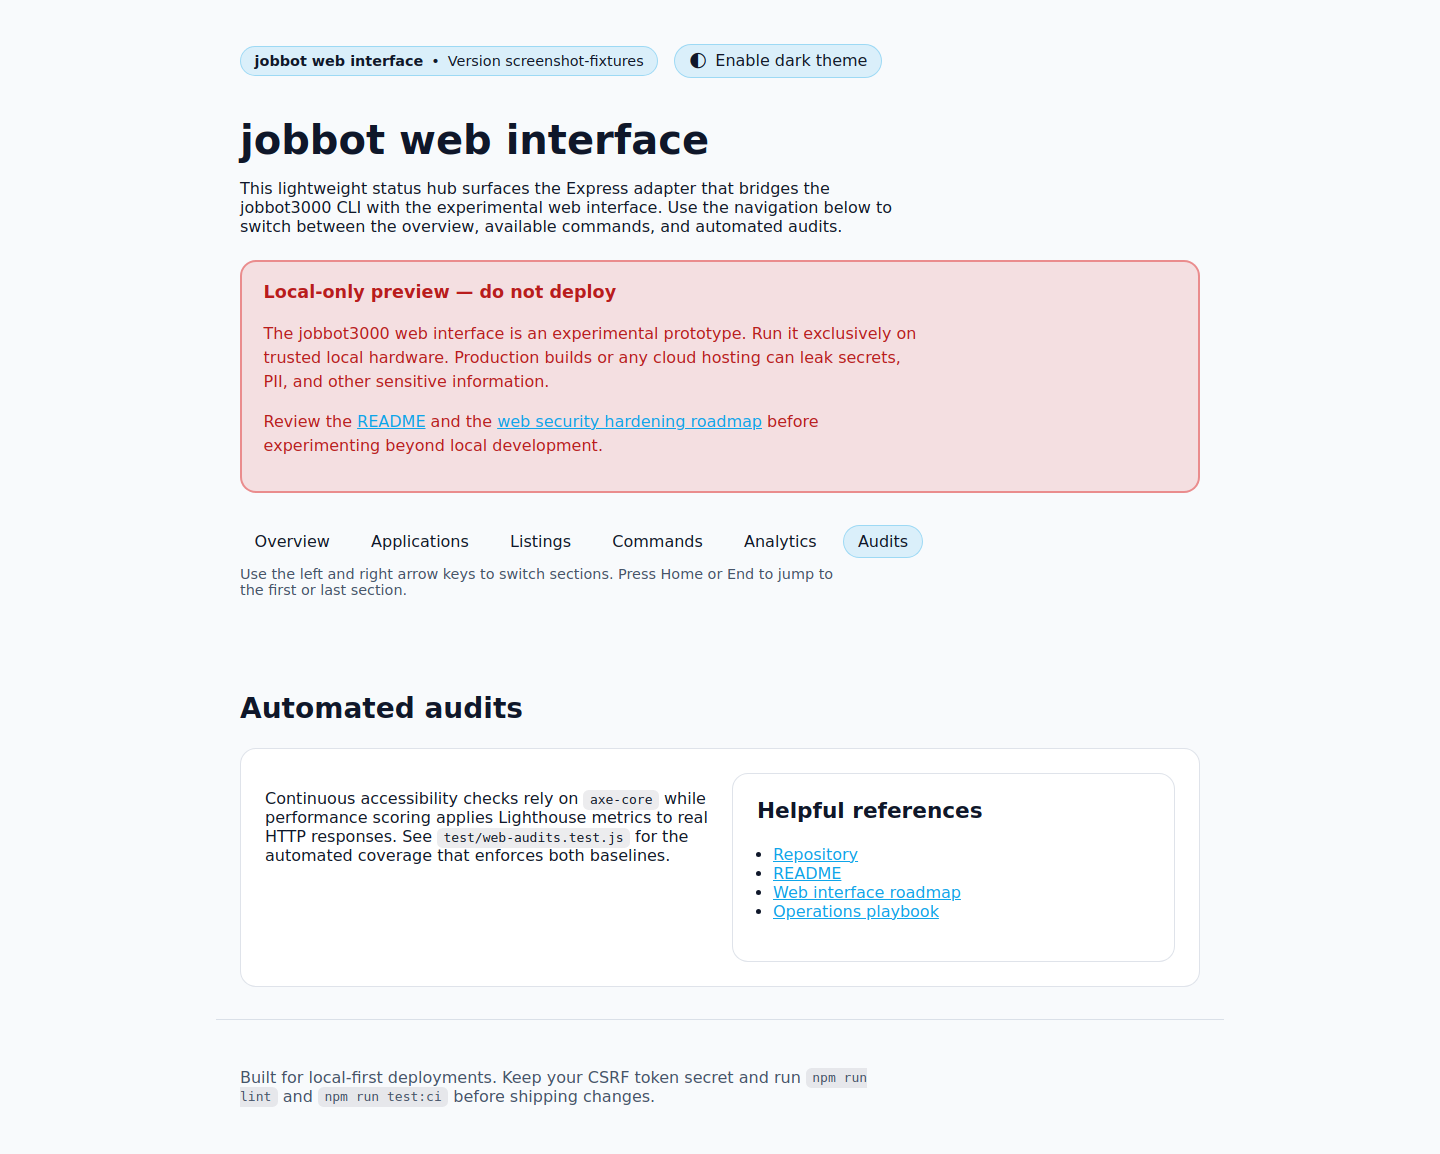 jobbot web interface • Version screenshot-fixtures
Enable dark theme
jobbot web interface
This lightweight status hub surfaces the Express adapter that bridges the
jobbot3000 CLI with the experimental web interface. Use the navigation below to
switch between the overview, available commands, and automated audits.
Local-only preview — do not deploy
The jobbot3000 web interface is an experimental prototype. Run it exclusively on
trusted local hardware. Production builds or any cloud hosting can leak secrets,
PII, and other sensitive information.
Review the README and the web security hardening roadmap before
experimenting beyond local development.
Overview Applications Listings Commands Analytics Audits
Use the left and right arrow keys to switch sections. Press Home or End to jump to
the first or last section.
Automated audits
Continuous accessibility checks rely on axe-core while
performance scoring applies Lighthouse metrics to real
HTTP responses. See test/web-audits.test.js for the
automated coverage that enforces both baselines.
Helpful references
• Repository
• README
• Web interface roadmap
• Operations playbook
Built for local-first deployments. Keep your CSRF token secret and run npm run
lint and npm run test:ci before shipping changes.